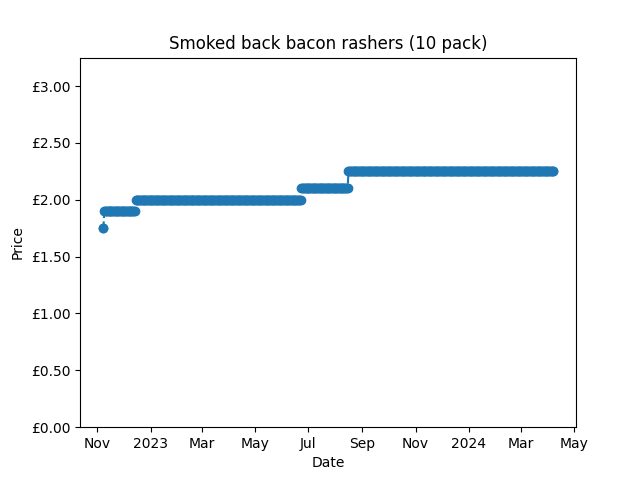 Smoked back bacon rashers (10 pack)
£3.00
£2.50
£2.00
£1.50
£1.00
£0.50
£0.00
Price
Nov 2023 Mar May Jul Sep Nov 2024 Mar May
Date